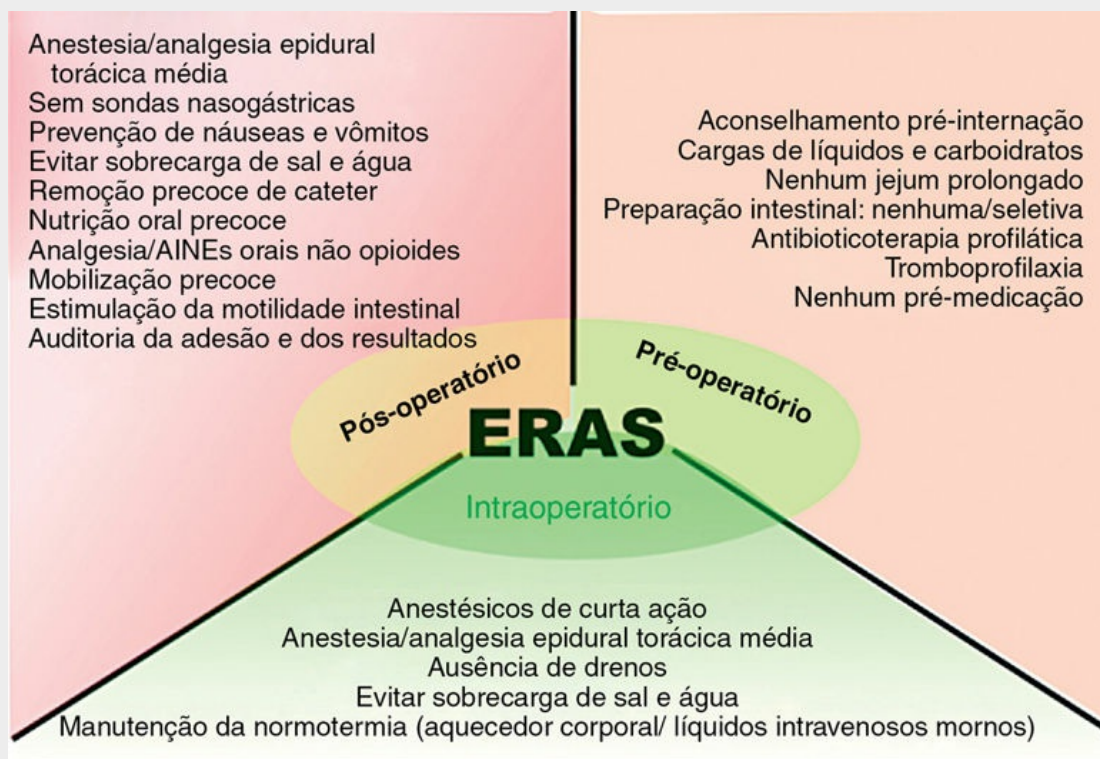 Anestesia/analgesia epidural
torácica média
Sem sondas nasogástricas
Prevenção de náuseas e vômitos
Evitar sobrecarga de sal e água
Remoção precoce de cateter
Nutrição oral precoce
Analgesia/AINEs orais não opioides
Mobilização precoce
Estimulação da motilidade intestinal
Auditoria da adesão e dos resultados
Aconselhamento pré-internação
Cargas de líquidos e carboidratos
Nenhum jejum prolongado
Preparação intestinal: nenhuma/seletiva
Antibioticoterapia profilática
Tromboprofilaxia
Nenhum pré-medicação
Pós-operatório
Pré-operatório
ERAS
Intraoperatório
Anestésicos de curta ação
Anestesia/analgesia epidural torácica média
Ausência de drenos
Evitar sobrecarga de sal e água
Manutenção da normotermia (aquecedor corporal/ líquidos intravenosos mornos)